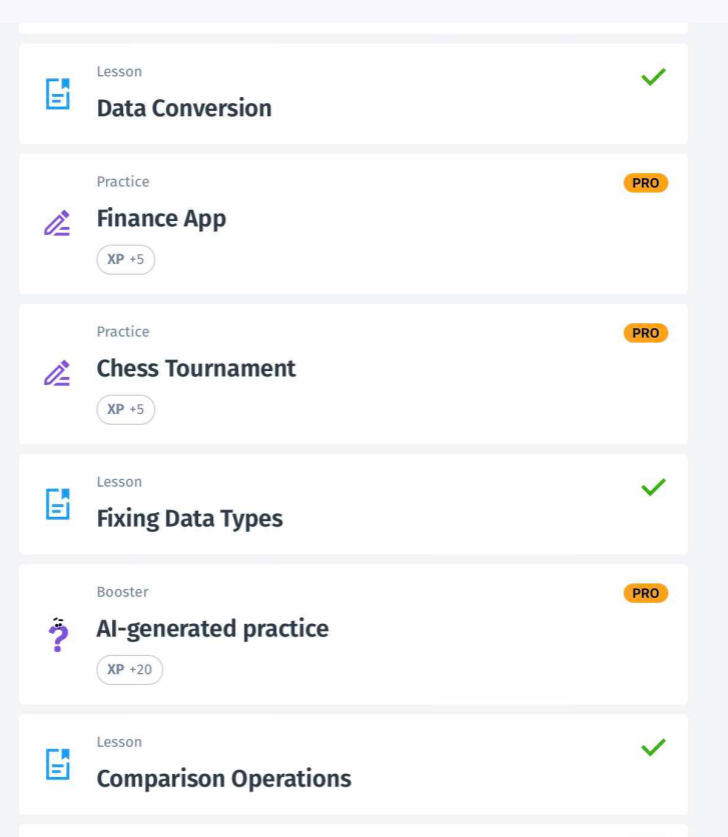 Lesson
Data Conversion
Practice
PRO
Finance App
XP +5
Practice
PRO
Chess Tournament
XP +5
Lesson
Fixing Data Types
Booster
PRO
AI-generated practice
XP +20
Lesson
Comparison Operations